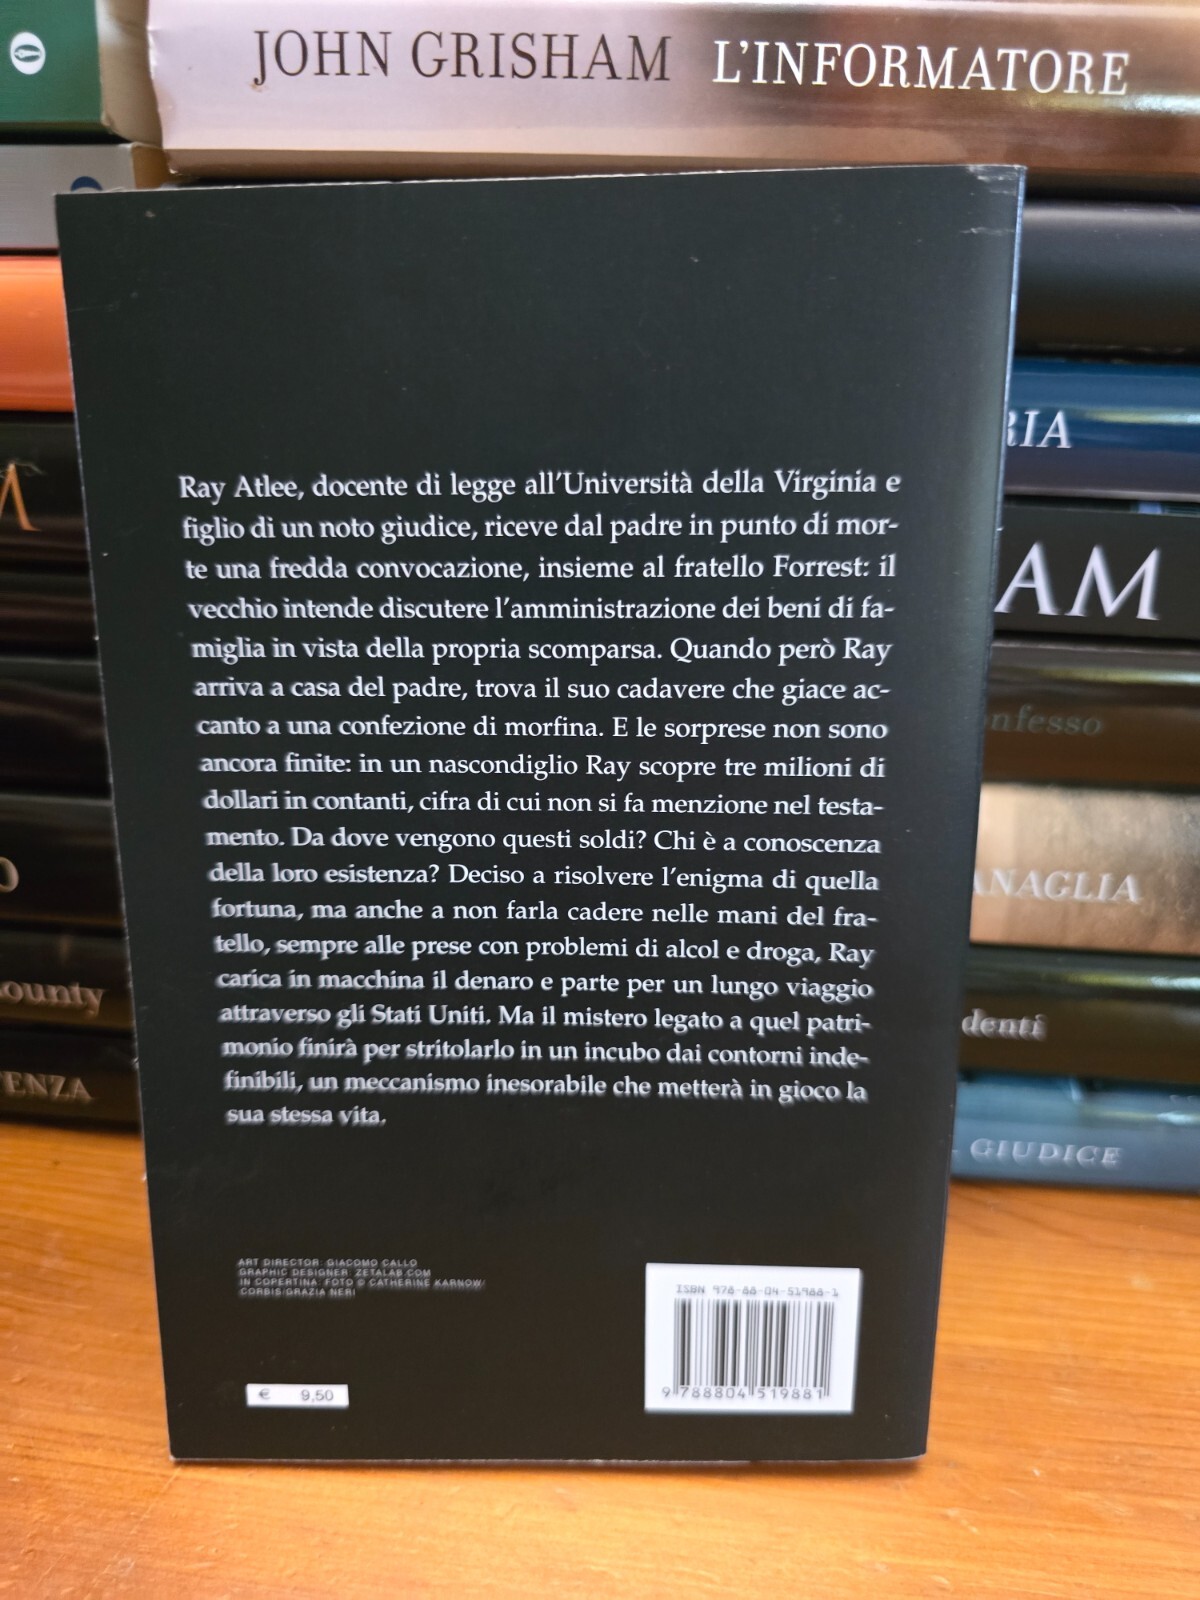 JOHN GRISHAM L'INFORMATORE
RIA
AM
onfesso
ANAGLIA
ounty
denti
TENZA
GIUDICE
Ray Atlee, docente di legge all'Università della Virginia e
figlio di un noto giudice, riceve dal padre in punto di mor-
te una fredda convocazione, insieme al fratello Forrest: il
vecchio intende discutere l'amministrazione dei beni di fa-
miglia in vista della propria scomparsa. Quando però Ray
arriva a casa del padre, trova il suo cadavere che giace ac-
canto a una confezione di morfina. E le sorprese non sono
ancora finite: in un nascondiglio Ray scopre tre milioni di
dollari in contanti, cifra di cui non si fa menzione nel testa-
mento. Da dove vengono questi soldi? Chi è a conoscenza
della loro esistenza? Deciso a risolvere l'enigma di quella
fortuna, ma anche a non farla cadere nelle mani del fra-
tello, sempre alle prese con problemi di alcol e droga, Ray
carica in macchina il denaro e parte per un lungo viaggio
attraverso gli Stati Uniti. Ma il mistero legato a quel patri-
monio finirà per stritolarlo in un incubo dai contorni inde-
finibili, un meccanismo inesorabile che metterà in gioco la
sua stessa vita.
ART DIRECTOR: GIACOMO CALLO
GRAPHIC DESIGNER: ZETALAB.COM
IN COPERTINA: FOTO © CATHERINE KARNOW/
CORBIS/GRAZIA NERI
€ 9,50
ISBN 978-88-04-51988-1
9 788804 519881